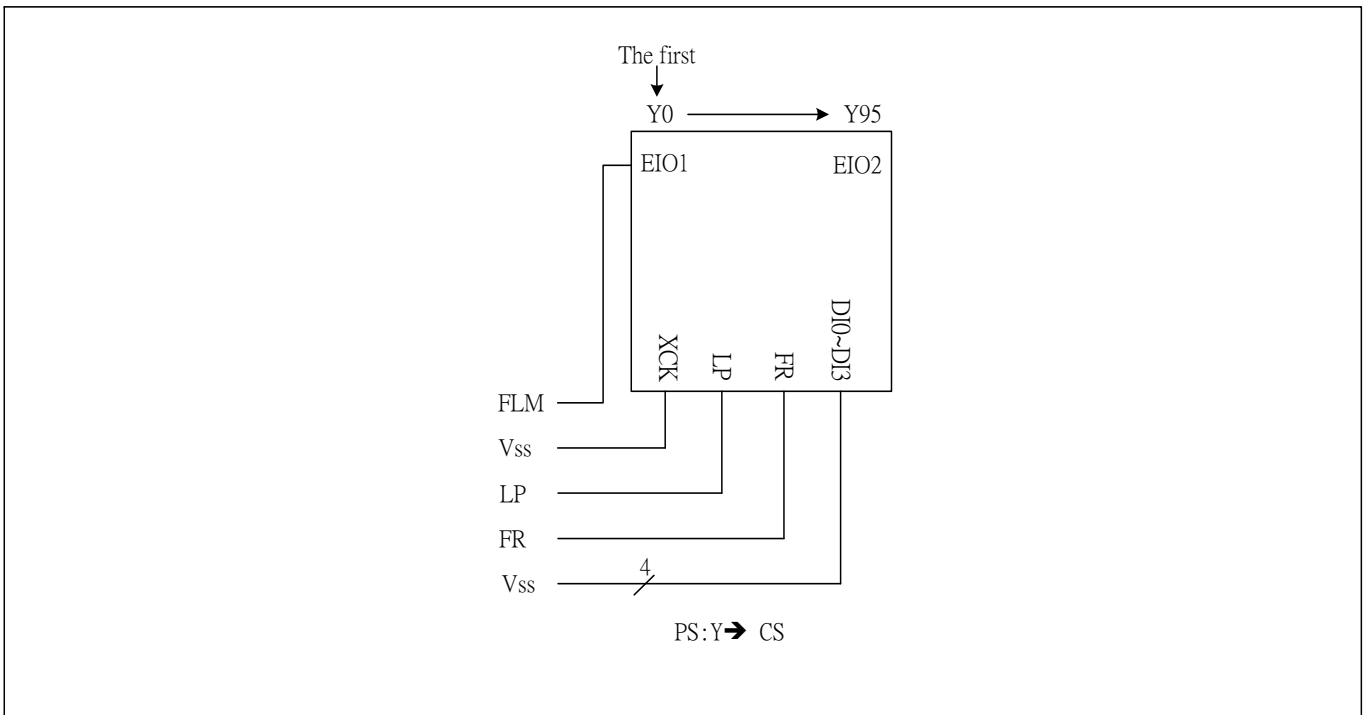 The first
Y0 Y95
EIO1 EIO2
XCK LP FR DI0~DI3
FLM
Vss
LP
FR
4
Vss
PS:Y➔ CS